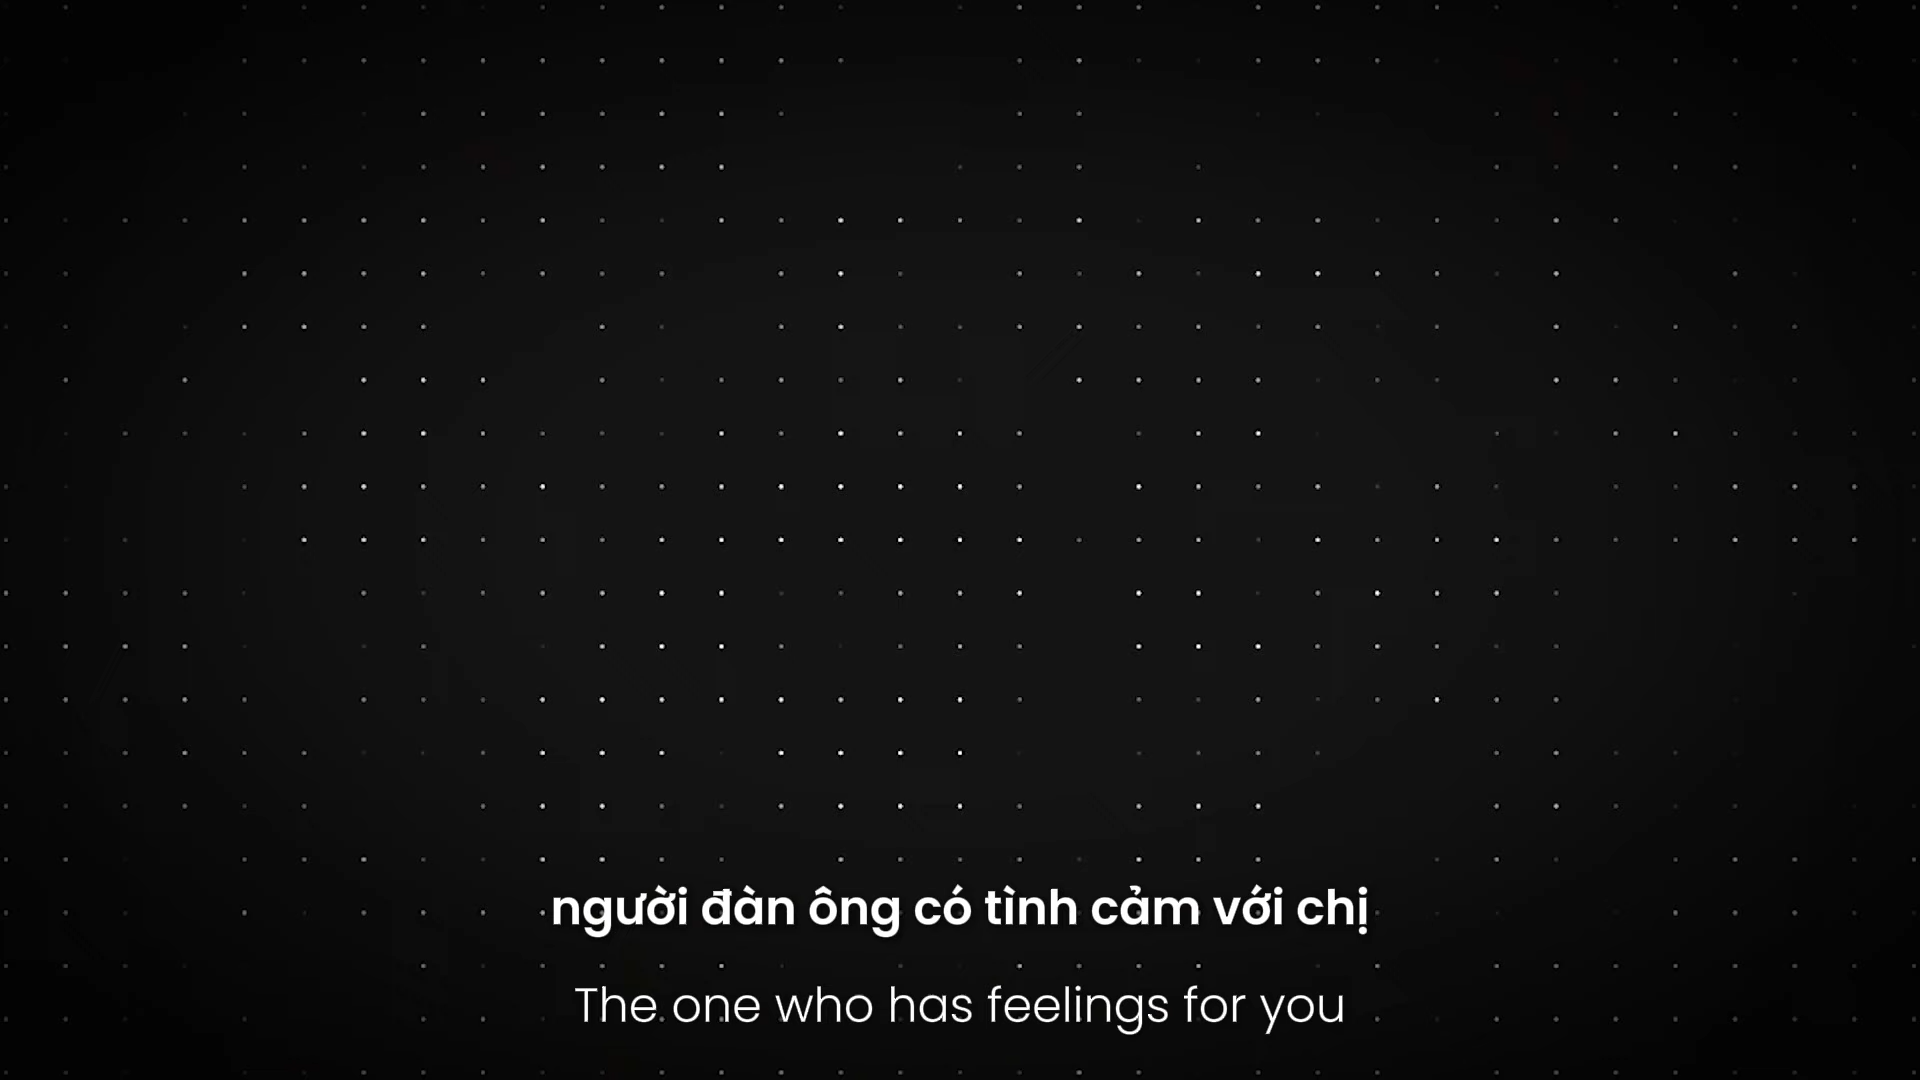 người đàn ông có tình cảm với chị
The one who has feelings for you